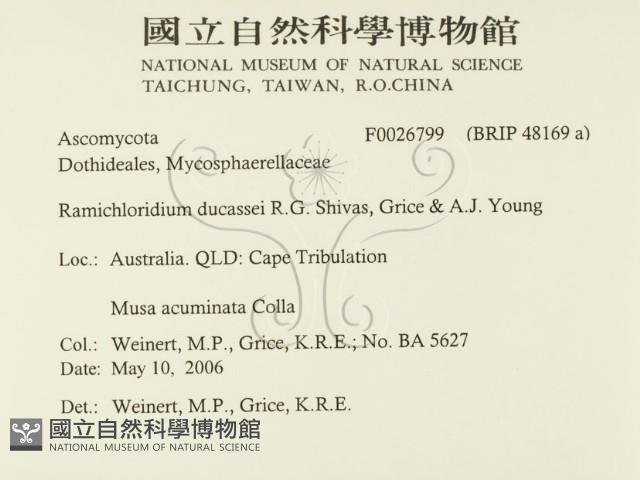 國立自然科學博物館
NATIONAL MUSEUM OF NATURAL SCIENCE
TAICHUNG, TAIWAN, R.O.CHINA
Ascomycota F0026799 (BRIP 48169 a)
Dothideales, Mycosphaerellaceae
Ramichloridium ducassei R.G. Shivas, Grice & A.J. Young
Loc.: Australia. QLD: Cape Tribulation
Musa acuminata Colla
Col.: Weinert, M.P., Grice, K.R.E.; No. BA 5627
Date: May 10, 2006
Det.: Weinert, M.P., Grice, K.R.E.
國立自然科學博物館
NATIONAL MUSEUM OF NATURAL SCIENCE